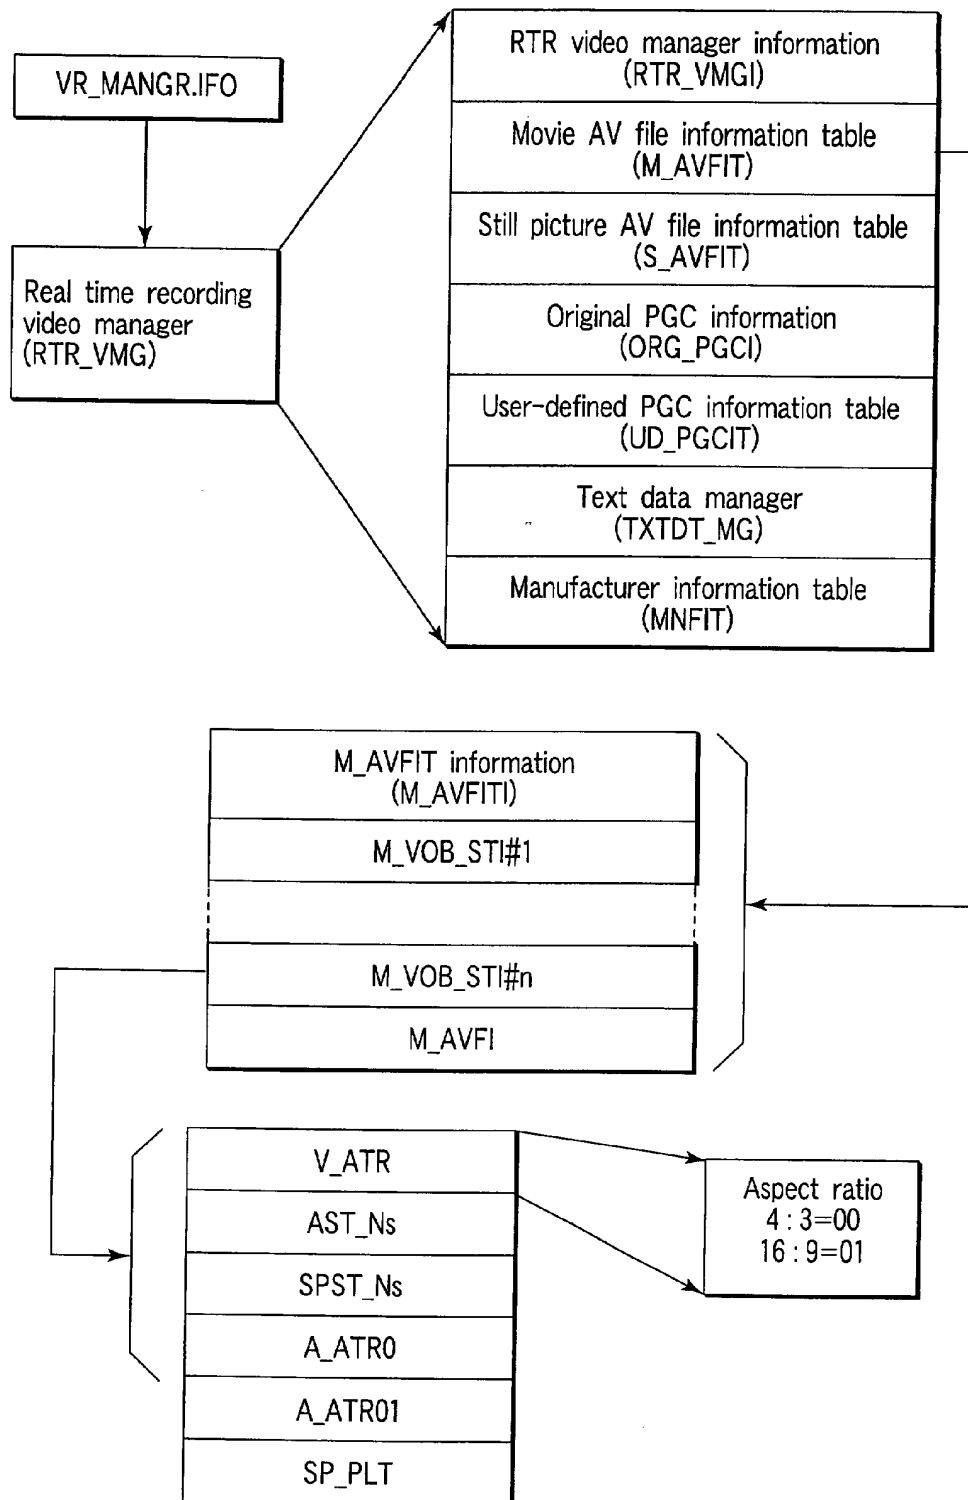 VR_MANGR.IFO
Real time recording
video manager
(RTR_VMG)
RTR video manager information
(RTR_VMGI)
Movie AV file information table
(M_AVFIT)
Still picture AV file information table
(S_AVFIT)
Original PGC information
(ORG_PGCI)
User-defined PGC information table
(UD_PGCIT)
Text data manager
(TXTDT_MG)
Manufacturer information table
(MNFIT)
M_AVFIT information
(M_AVFITI)
M_VOB_STI#1
M_VOB_STI#n
M_AVFI
V_ATR
AST_Ns
SPST_Ns
A_ATR0
A_ATR01
SP_PLT
Aspect ratio
4:3=00
16:9=01